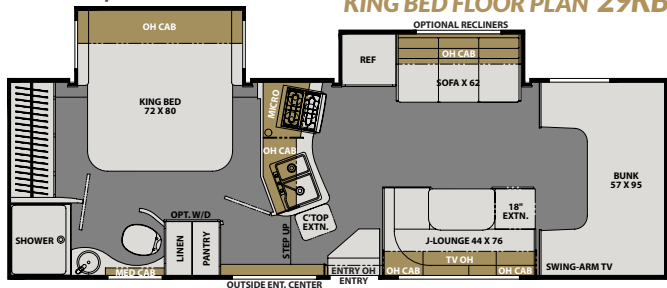 KING BED FLOOR PLAN 29KB
OPTIONAL RECLINERS
OH CAB
REF
OH CAB
SOFA X 62
KING BED
72 X 80
MICRO
OH CAB
BUNK
57 X 95
OPT. W/D
C'TOP
EXTN.
18"
EXTN.
SHOWER
LINEN
PANTRY
STEP UP
J-LOUNGE 44 X 76
MED CAB
TV OH
ENTRY OH
OH CAB
OH CAB
SWING-ARM TV
OUTSIDE ENT. CENTER
ENTRY